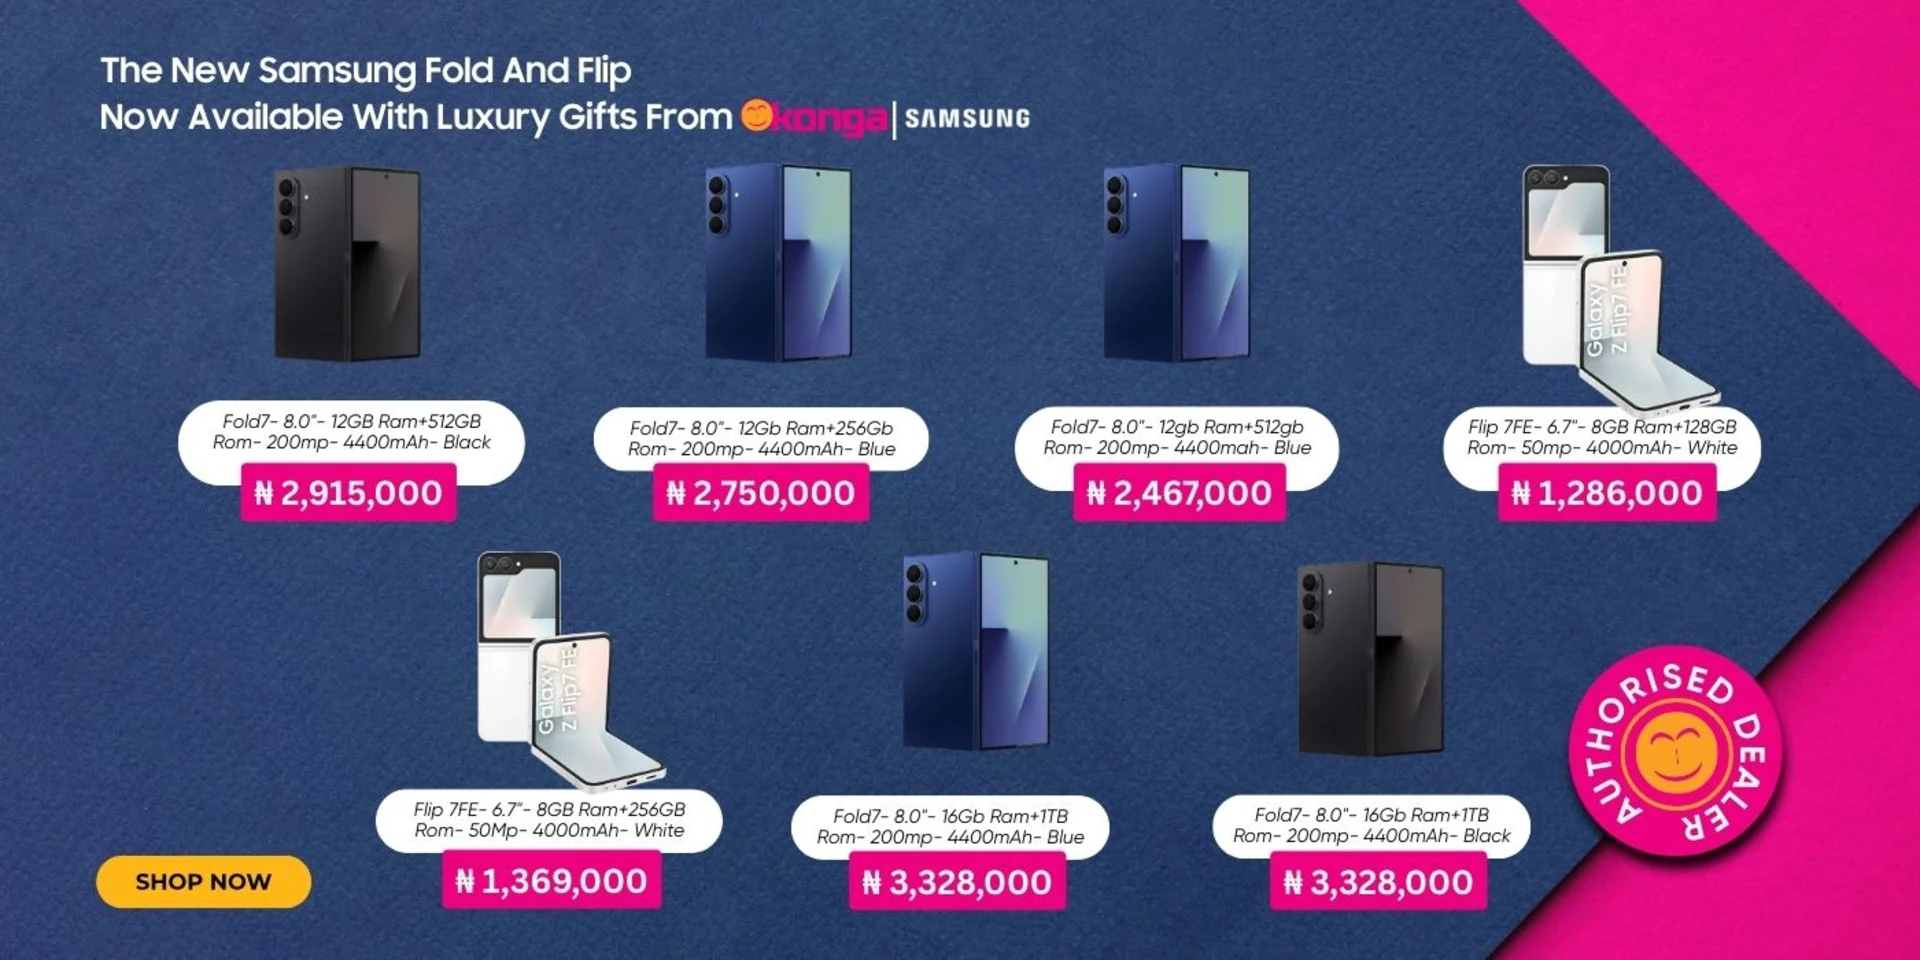 The New Samsung Fold And Flip
Now Available With Luxury Gifts From konga | SAMSUNG
Fold7- 8.0"- 12GB Ram+512GB
Rom- 200mp- 4400mAh- Black
₦ 2,915,000
Fold7- 8.0"- 12Gb Ram+256Gb
Rom- 200mp- 4400mAh- Blue
₦ 2,750,000
Fold7- 8.0"- 12gb Ram+512gb
Rom- 200mp- 4400mah- Blue
₦ 2,467,000
Galaxy
Z Flip7 FE
Flip 7FE- 6.7"- 8GB Ram+128GB
Rom- 50mp- 4000mAh- White
₦ 1,286,000
Galaxy
Z Flip7 FE
Flip 7FE- 6.7"- 8GB Ram+256GB
Rom- 50Mp- 4000mAh- White
₦ 1,369,000
Fold7- 8.0"- 16Gb Ram+1TB
Rom- 200mp- 4400mAh- Blue
₦ 3,328,000
Fold7- 8.0"- 16Gb Ram+1TB
Rom- 200mp- 4400mAh- Black
₦ 3,328,000
AUTHORISED DEALER
SHOP NOW